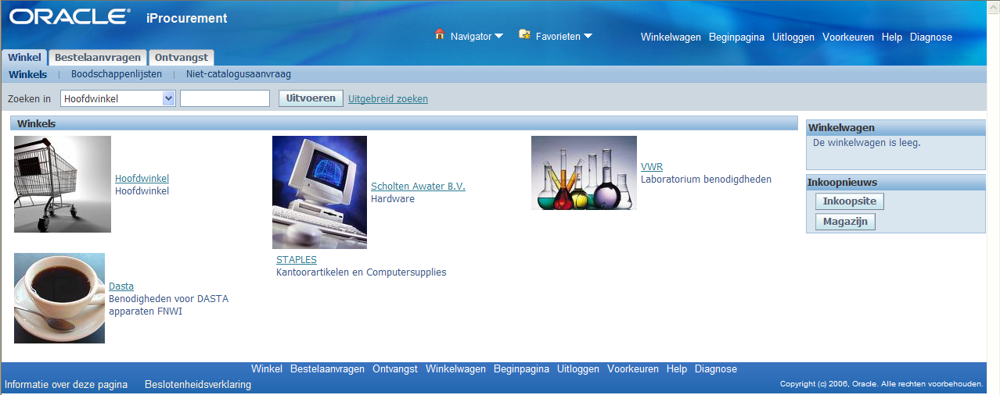 ORACLE® iProcurement
Navigator Favorieten Winkelwagen Beginpagina Uitloggen Voorkeuren Help Diagnose
Winkel Bestelaanvragen Ontvangst
Winkels | Boodschappenlijsten | Niet-catalogusaanvraag
Zoeken in Hoofdwinkel Uitvoeren Uitgebreid zoeken
Winkels
Hoofdwinkel
Hoofdwinkel
Scholten Awater B.V.
Hardware
VWR
Laboratorium benodigdheden
Dasta
Benodigheden voor DASTA
apparaten FNWI
STAPLES
Kantoorartikelen en Computersupplies
Winkelwagen
De winkelwagen is leeg.
Inkoopnieuws
Inkoopsite
Magazijn
Winkel Bestelaanvragen Ontvangst Winkelwagen Beginpagina Uitloggen Voorkeuren Help Diagnose
Informatie over deze pagina Beslotenheidsverklaring Copyright (c) 2006, Oracle. Alle rechten voorbehouden.